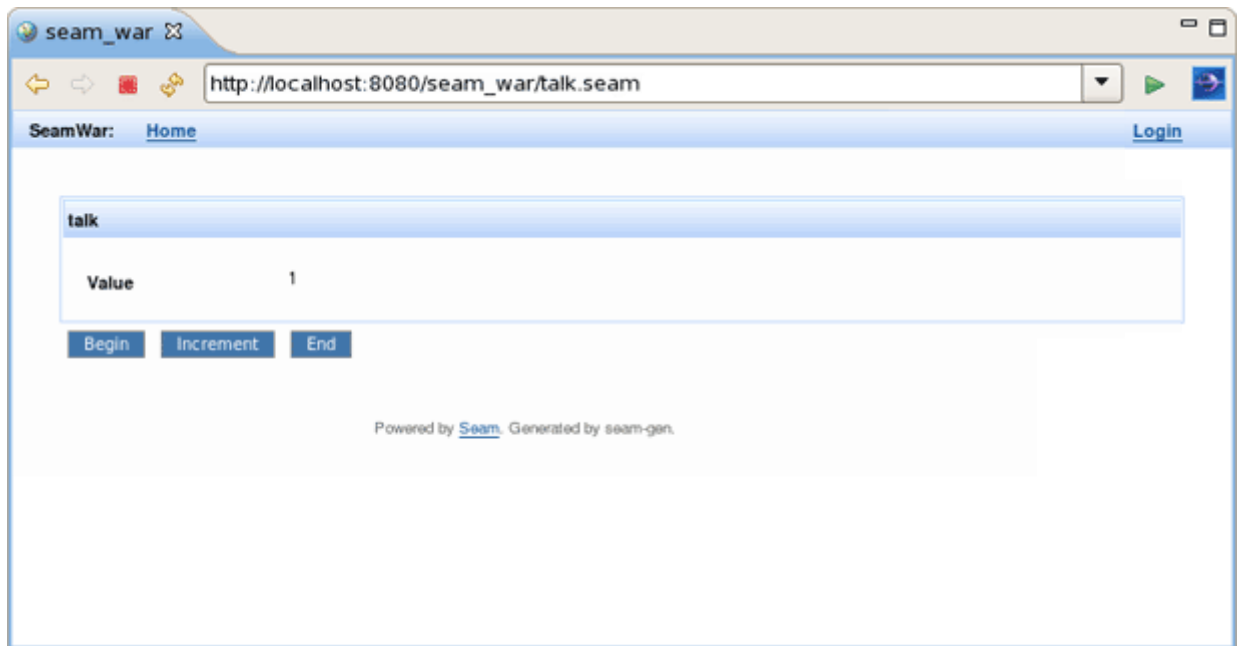 seam_war
http://localhost:8080/seam_war/talk.seam
SeamWar: Home Login
talk
Value 1
Begin Increment End
Powered by Seam. Generated by seam-gen.